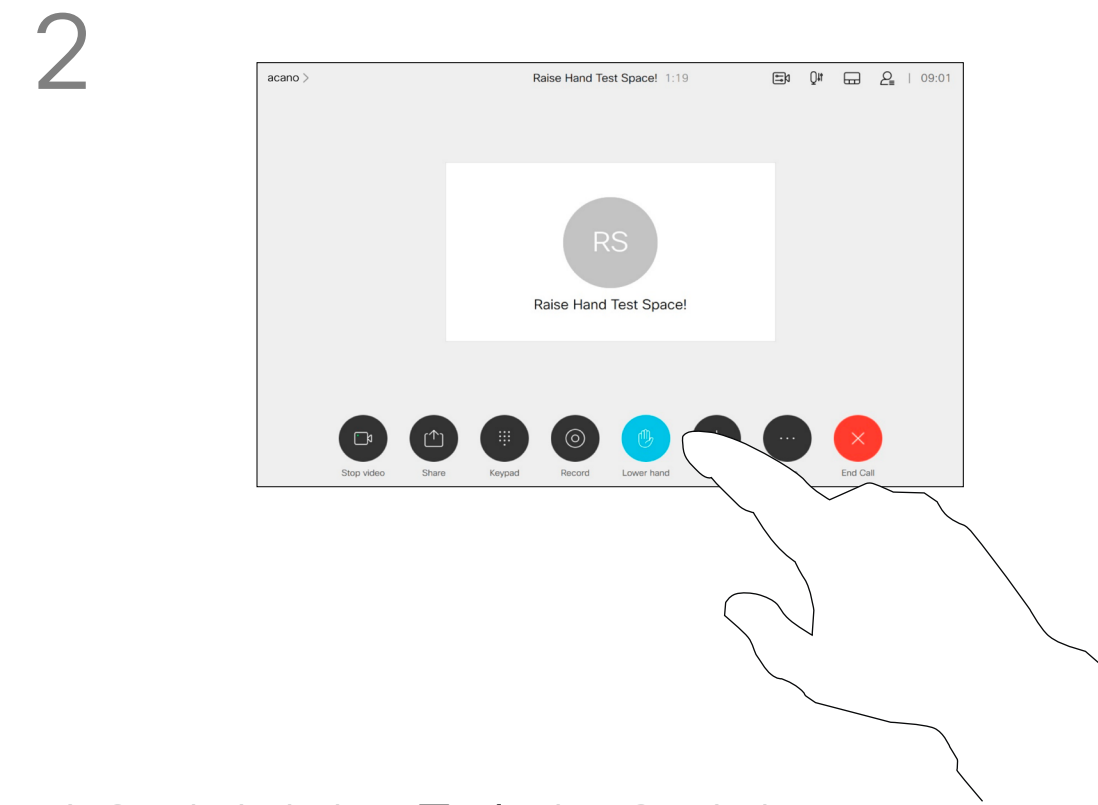 2
acano > Raise Hand Test Space! 1:19 | 09:01
RS
Raise Hand Test Space!
Stop video Share Keypad Record Lower hand End Call